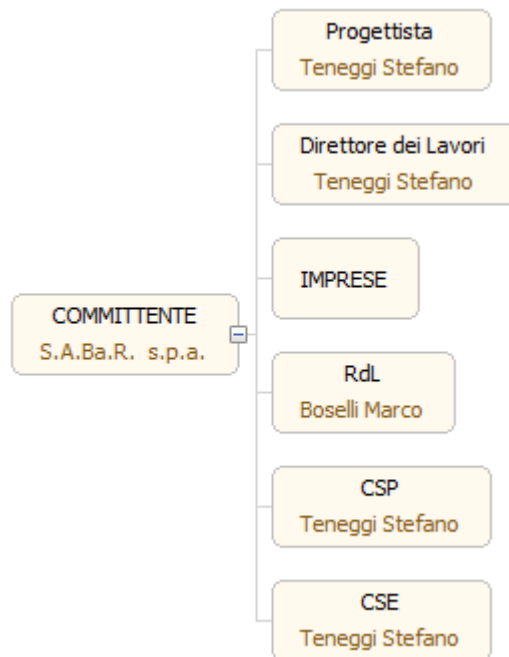 Progettista
Teneggi Stefano
Direttore dei Lavori
Teneggi Stefano
IMPRESE
COMMITTENTE
S.A.Ba.R. s.p.a.
RdL
Boselli Marco
CSP
Teneggi Stefano
CSE
Teneggi Stefano